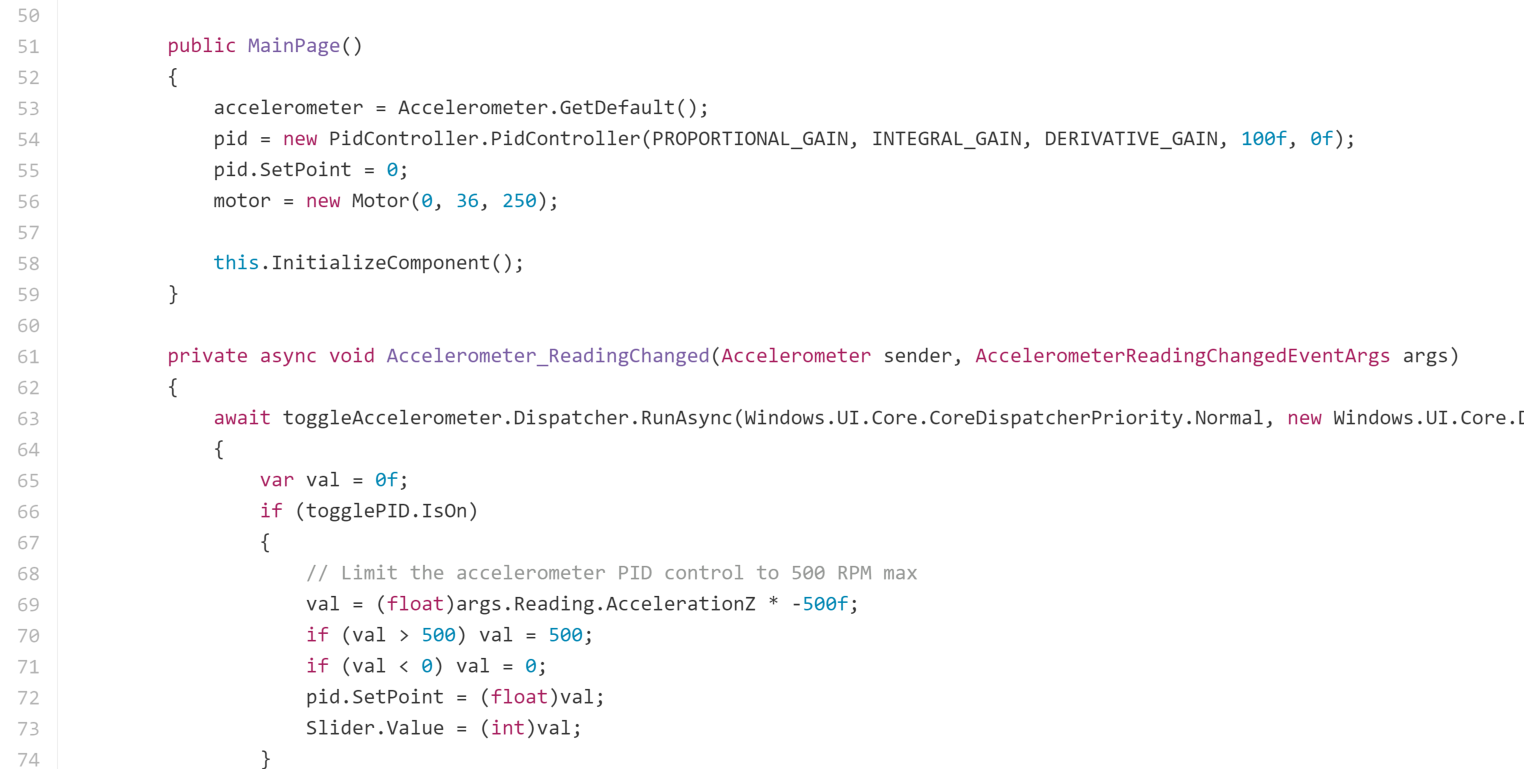 50
51 public MainPage()
52 {
53 accelerometer = Accelerometer.GetDefault();
54 pid = new PidController.PidController(PROPORTIONAL_GAIN, INTEGRAL_GAIN, DERIVATIVE_GAIN, 100f, 0f);
55 pid.SetPoint = 0;
56 motor = new Motor(0, 36, 250);
57
58 this.InitializeComponent();
59 }
60
61 private async void Accelerometer_ReadingChanged(Accelerometer sender, AccelerometerReadingChangedEventArgs args)
62 {
63 await toggleAccelerometer.Dispatcher.RunAsync(Windows.UI.Core.CoreDispatcherPriority.Normal, new Windows.UI.Core.D
64 {
65 var val = 0f;
66 if (togglePID.IsOn)
67 {
68 // Limit the accelerometer PID control to 500 RPM max
69 val = (float)args.Reading.AccelerationZ * -500f;
70 if (val > 500) val = 500;
71 if (val < 0) val = 0;
72 pid.SetPoint = (float)val;
73 Slider.Value = (int)val;
74 }